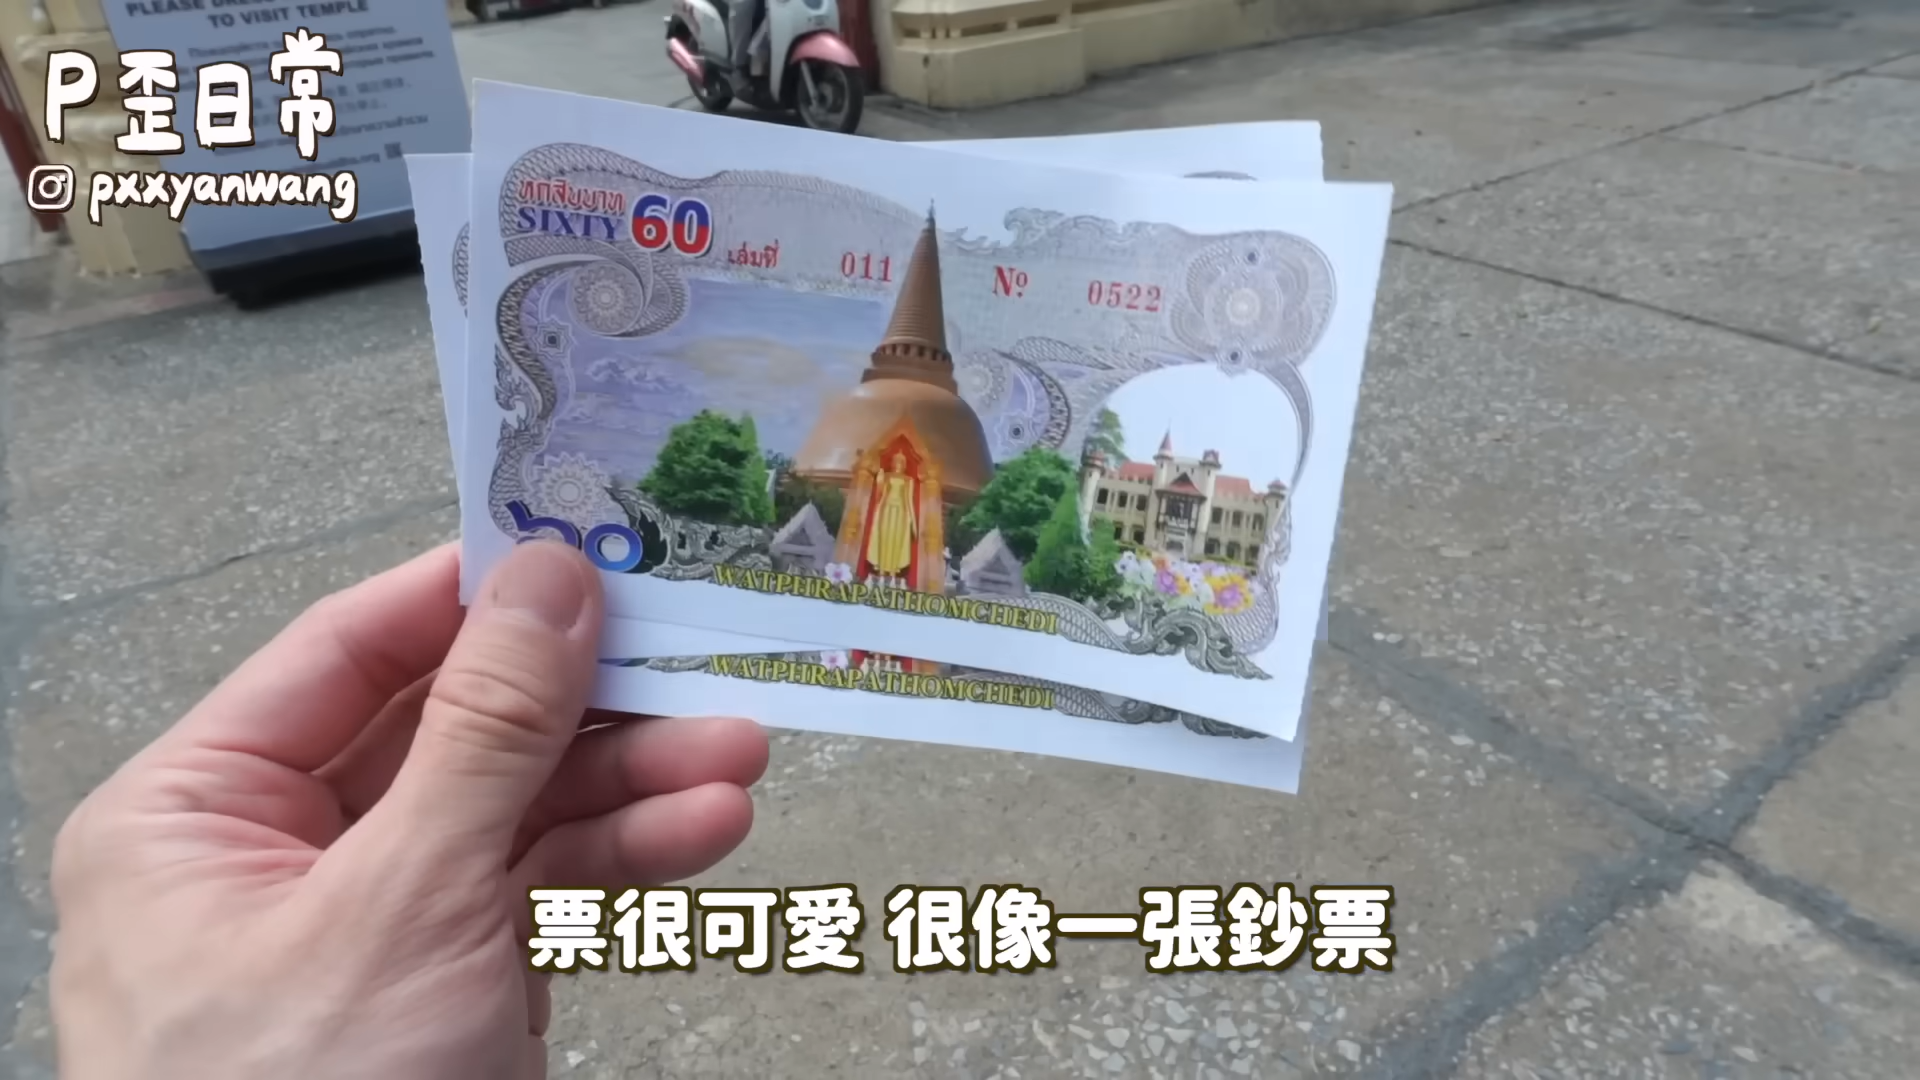 PLEASE DRESS
TO VISIT TEMPLE
P歪日常
pxxyanwang
หกสิบบาท
SIXTY 60
เล่มที่ 011 Nº 0522
๖๐
WATPHRAPATHOMCHEDI
WATPHRAPATHOMCHEDI
票很可愛 很像一張鈔票